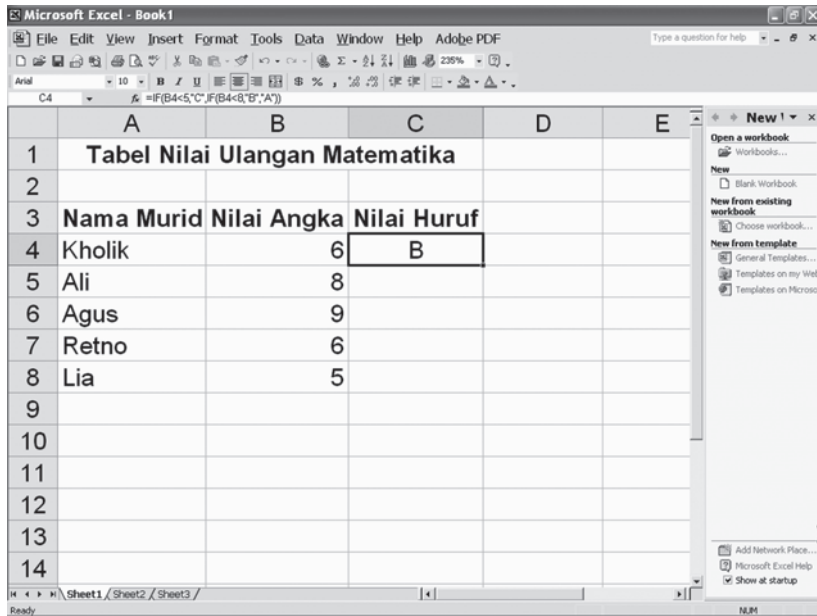 Microsoft Excel - Book1
File Edit View Insert Format Tools Data Window Help Adobe PDF
Type a question for help
235%
Arial 10 B I U $ % ,
C4 fx =IF(B4<5,"C",IF(B4<8,"B","A"))
A B C D E
1 Tabel Nilai Ulangan Matematika
2
3 Nama Murid Nilai Angka Nilai Huruf
4 Kholik 6 B
5 Ali 8
6 Agus 9
7 Retno 6
8 Lia 5
9
10
11
12
13
14
New
Open a workbook
Workbooks...
New
Blank Workbook
New from existing
workbook
Choose workbook...
New from template
General Templates...
Templates on my
Templates on
Add Network Place...
Microsoft Excel Help
Show at startup
Sheet1 Sheet2 Sheet3
Ready NUM